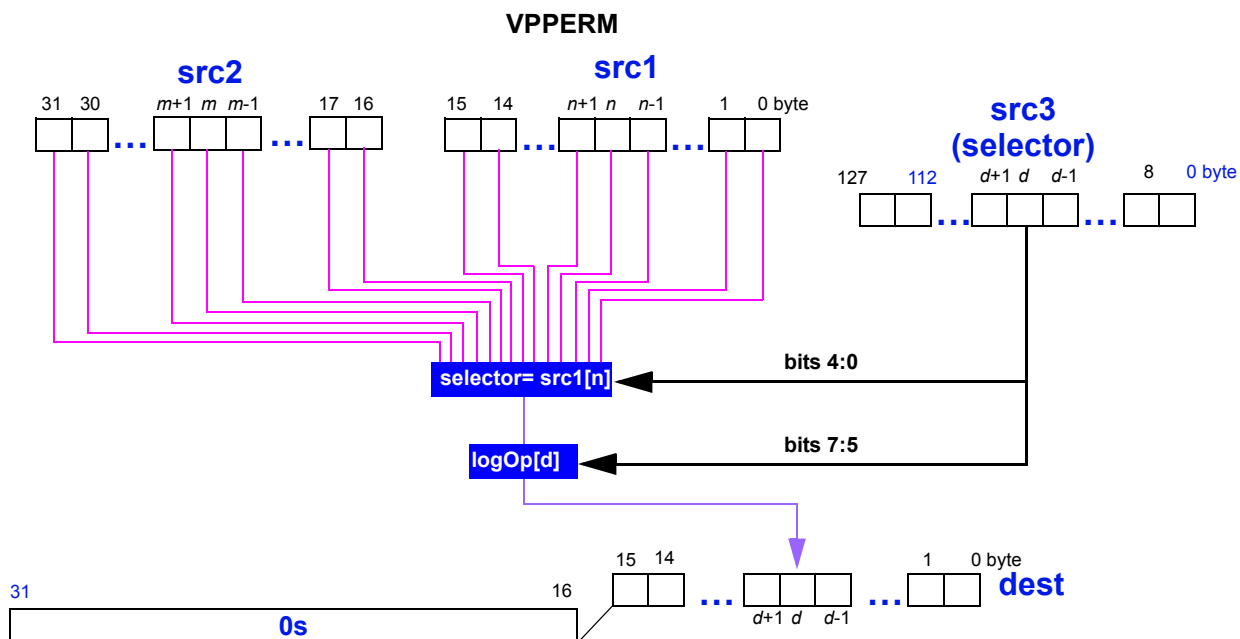 VPPERM
src2
src1
31 30 m+1 m m-1 17 16
15 14 n+1 n n-1 1 0 byte
... ...
... ...
src3
(selector)
127 112 d+1 d d-1 8 0 byte
... ...
selector= src1[n]
bits 4:0
logOp[d]
bits 7:5
15 14 1 0 byte
... ...
dest
d+1 d d-1
31 16
0s